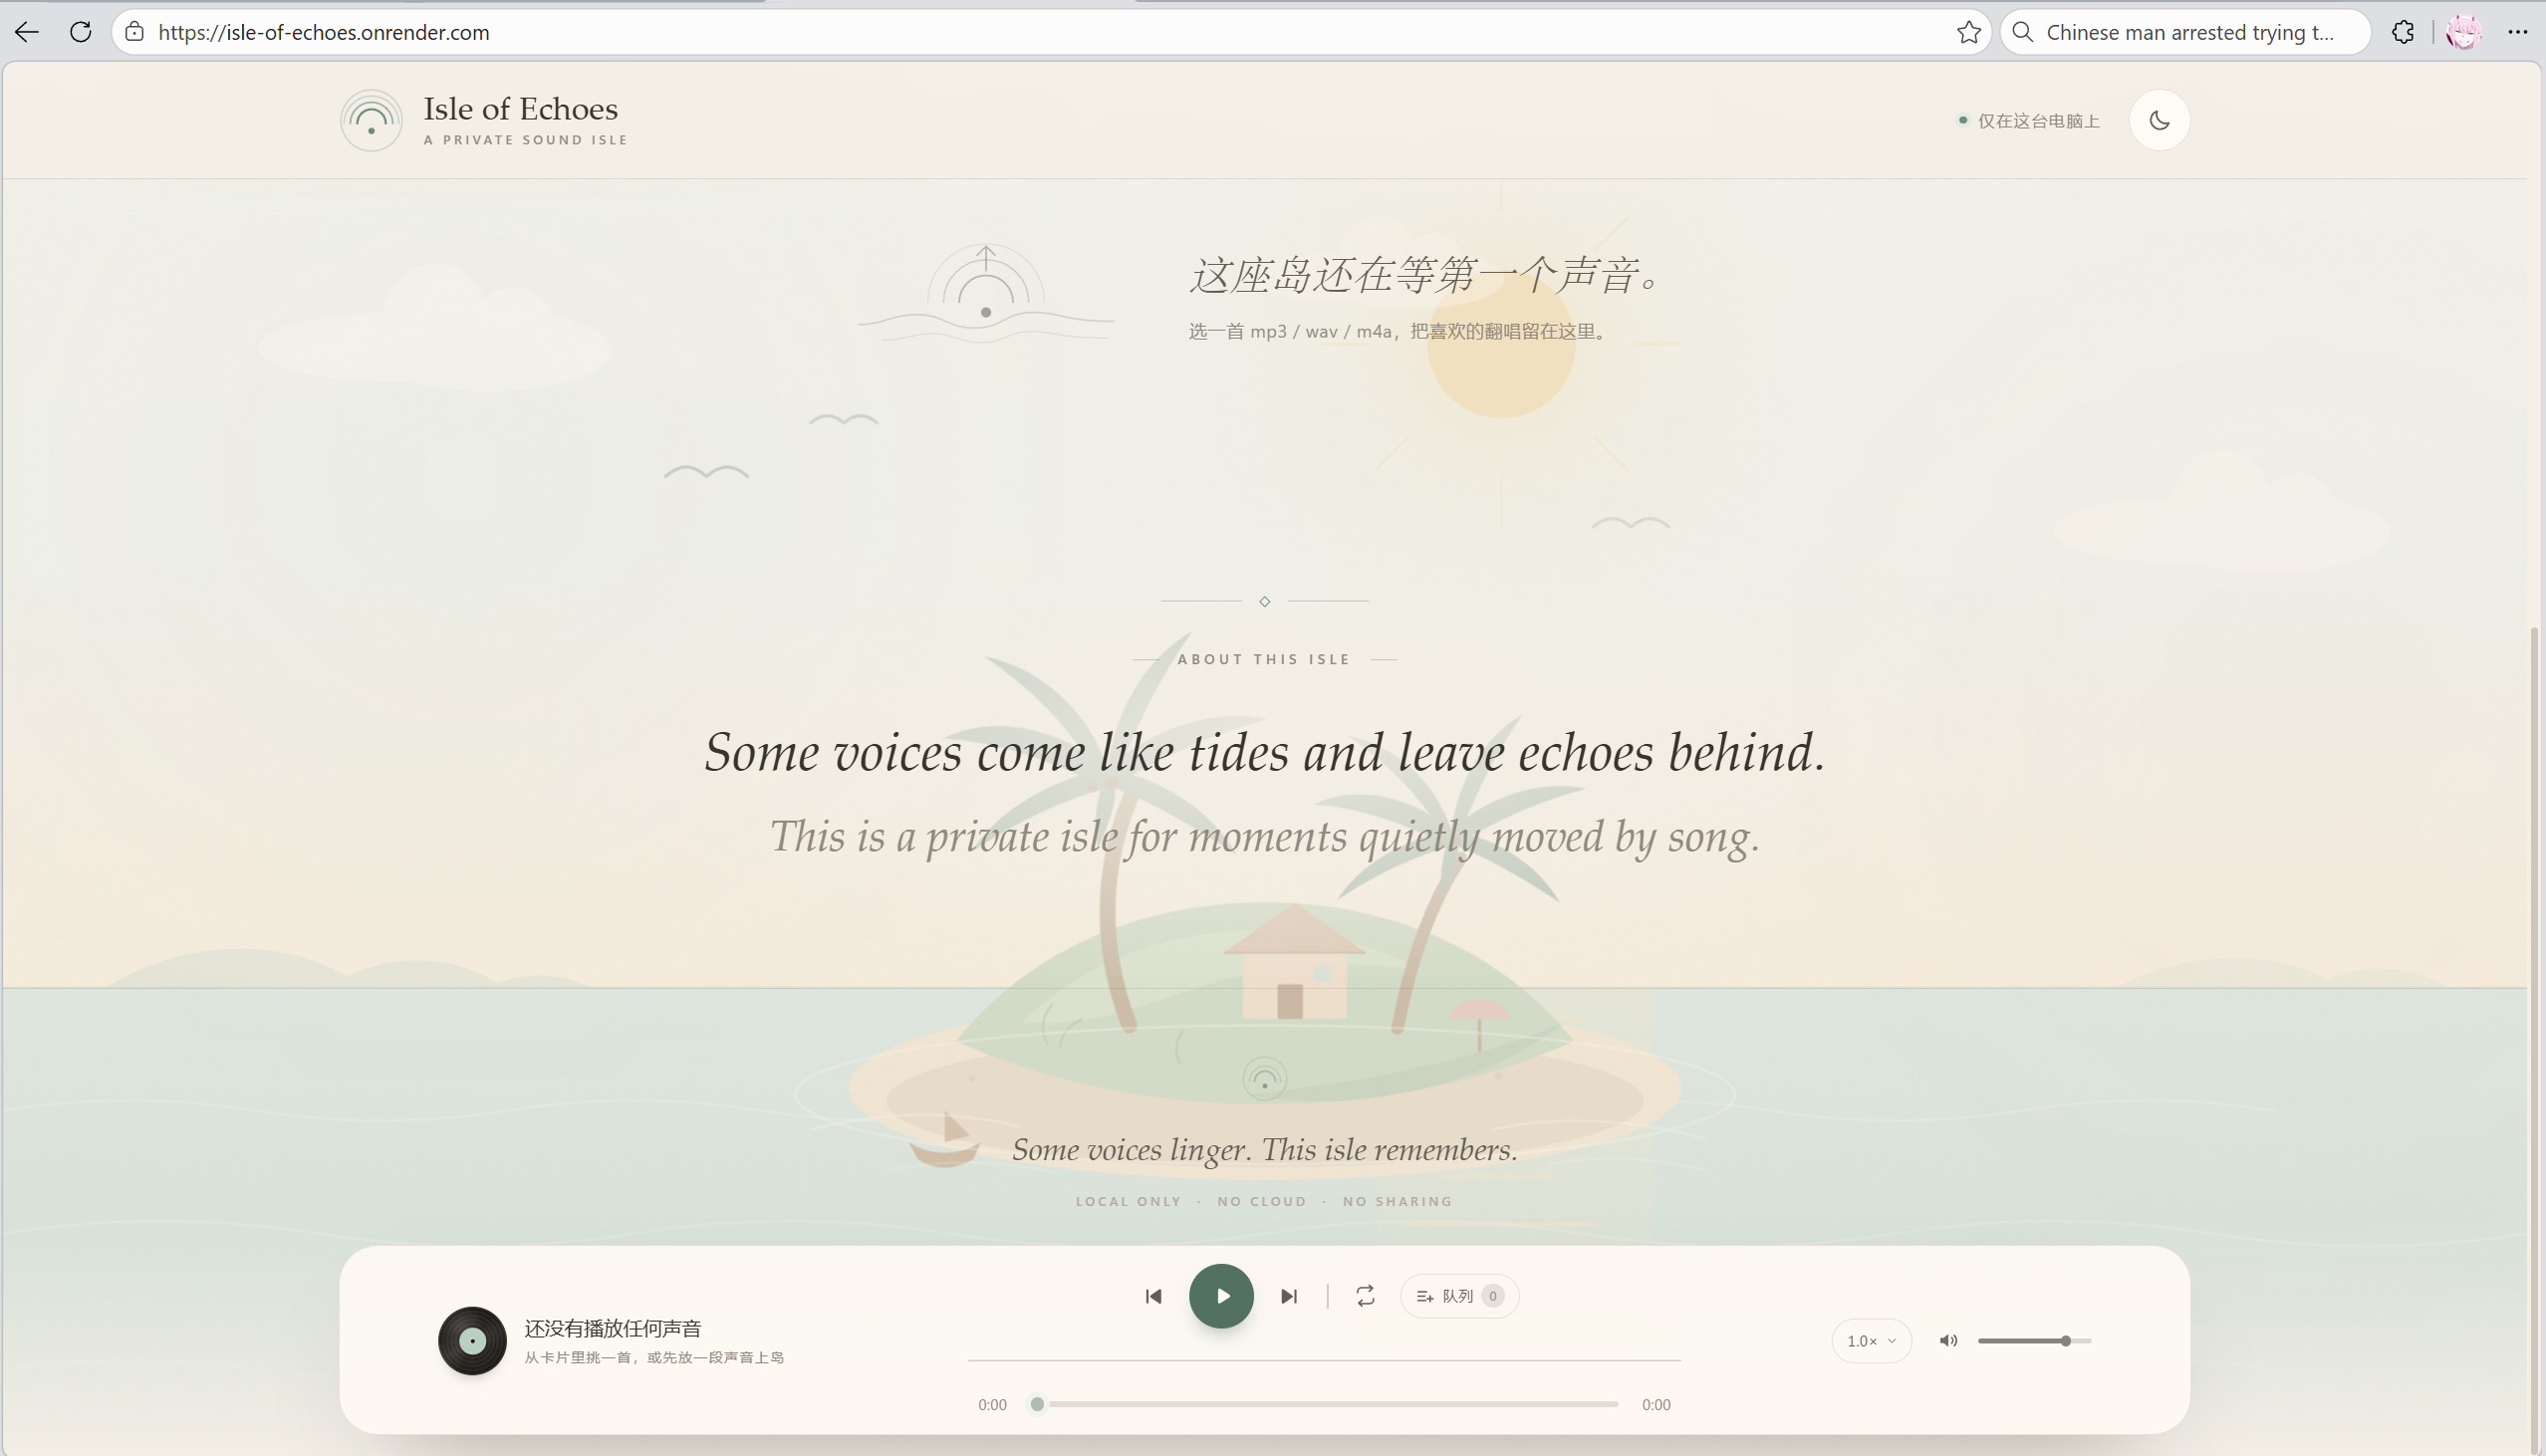 https://isle-of-echoes.onrender.com
Chinese man arrested trying t...
Isle of Echoes
A PRIVATE SOUND ISLE
仅在这台电脑上
这座岛还在等第一个声音。
选一首 mp3 / wav / m4a，把喜欢的翻唱留在这里。
ABOUT THIS ISLE
Some voices come like tides and leave echoes behind.
This is a private isle for moments quietly moved by song.
Some voices linger. This isle remembers.
LOCAL ONLY · NO CLOUD · NO SHARING
队列 0
还没有播放任何声音
从卡片里挑一首，或先放一段声音上岛
1.0×
0:00
0:00